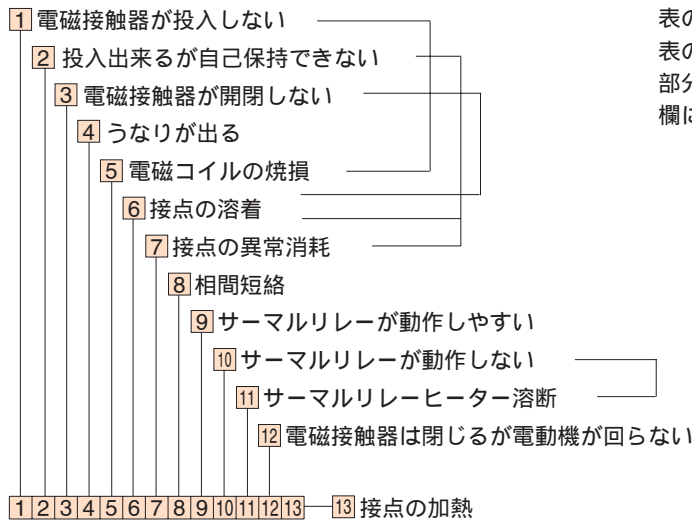 1 電磁接触器が投入しない
表の
2 投入出来るが自己保持できない
表の
3 電磁接触器が開閉しない
部分
欄に
4 うなりが出る
5 電磁コイルの焼損
6 接点の溶着
7 接点の異常消耗
8 相間短絡
9 サーマルリレーが動作しやすい
10 サーマルリレーが動作しない
11 サーマルリレーヒーター溶断
12 電磁接触器は閉じるが電動機が回らない
1 2 3 4 5 6 7 8 9 10 11 12 13 13 接点の加熱